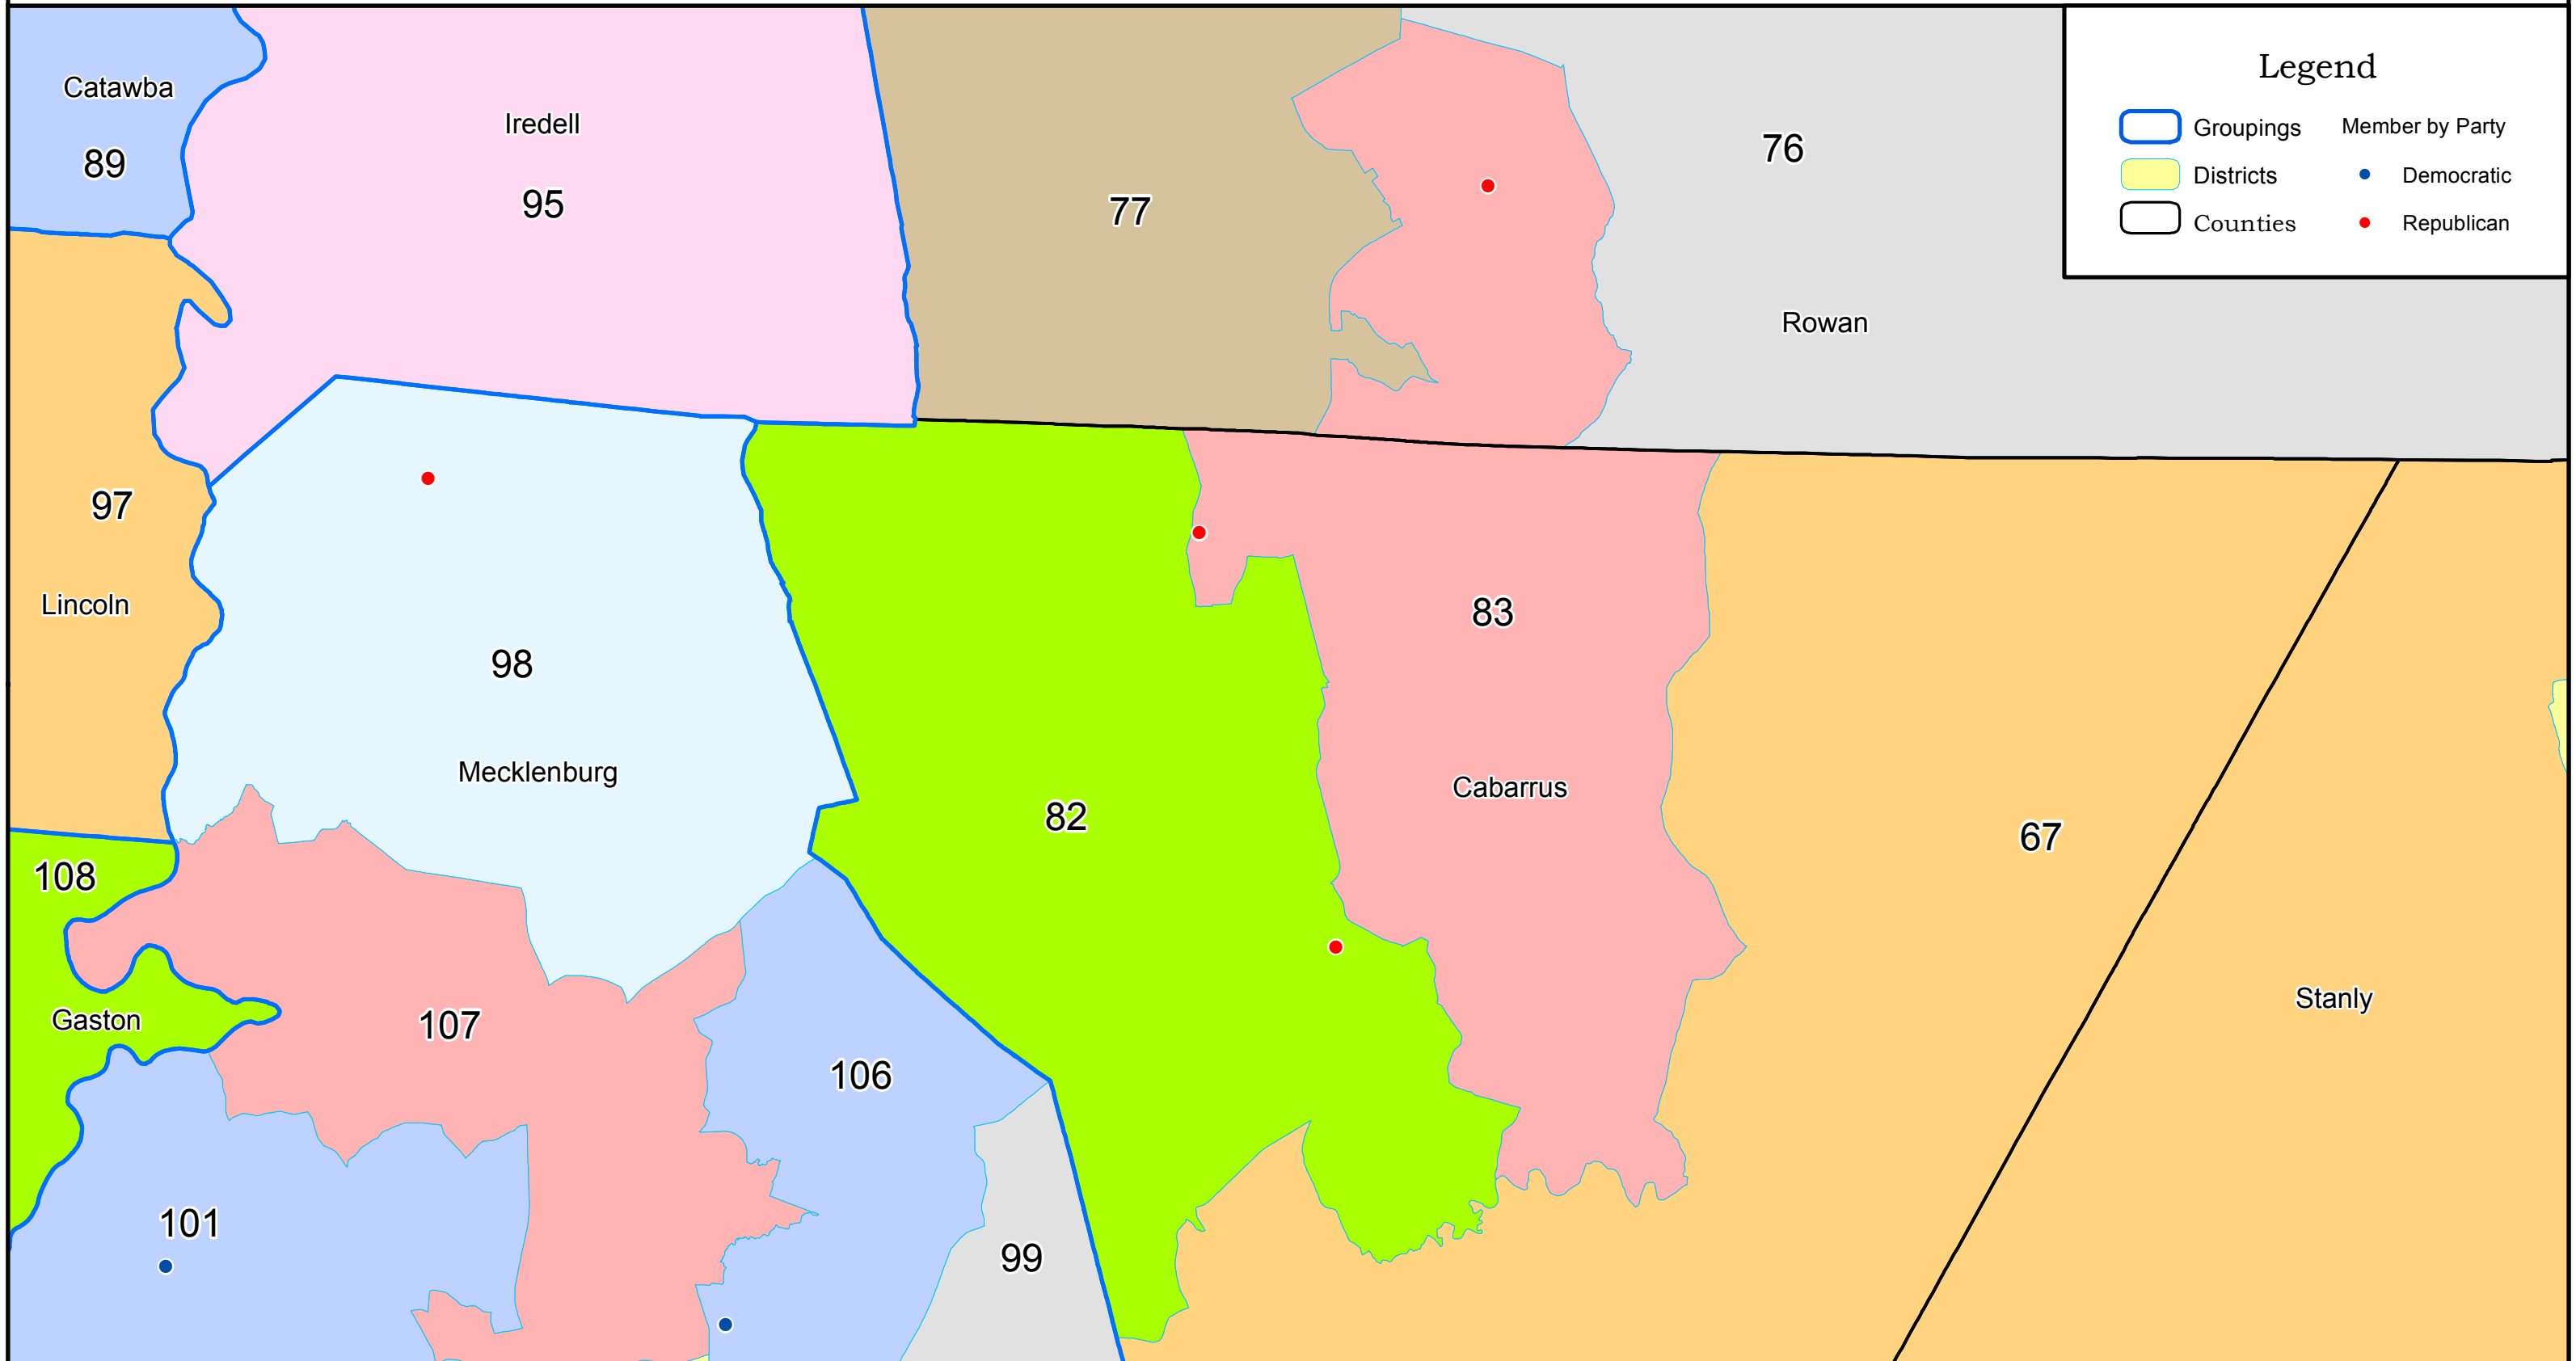 Legend
Groupings
Member by Party
Districts
Democratic
Counties
Republican
Catawba
89
Iredell
95
77
76
Rowan
97
Lincoln
98
Mecklenburg
83
Cabarrus
82
67
Stanly
108
Gaston
107
106
101
99